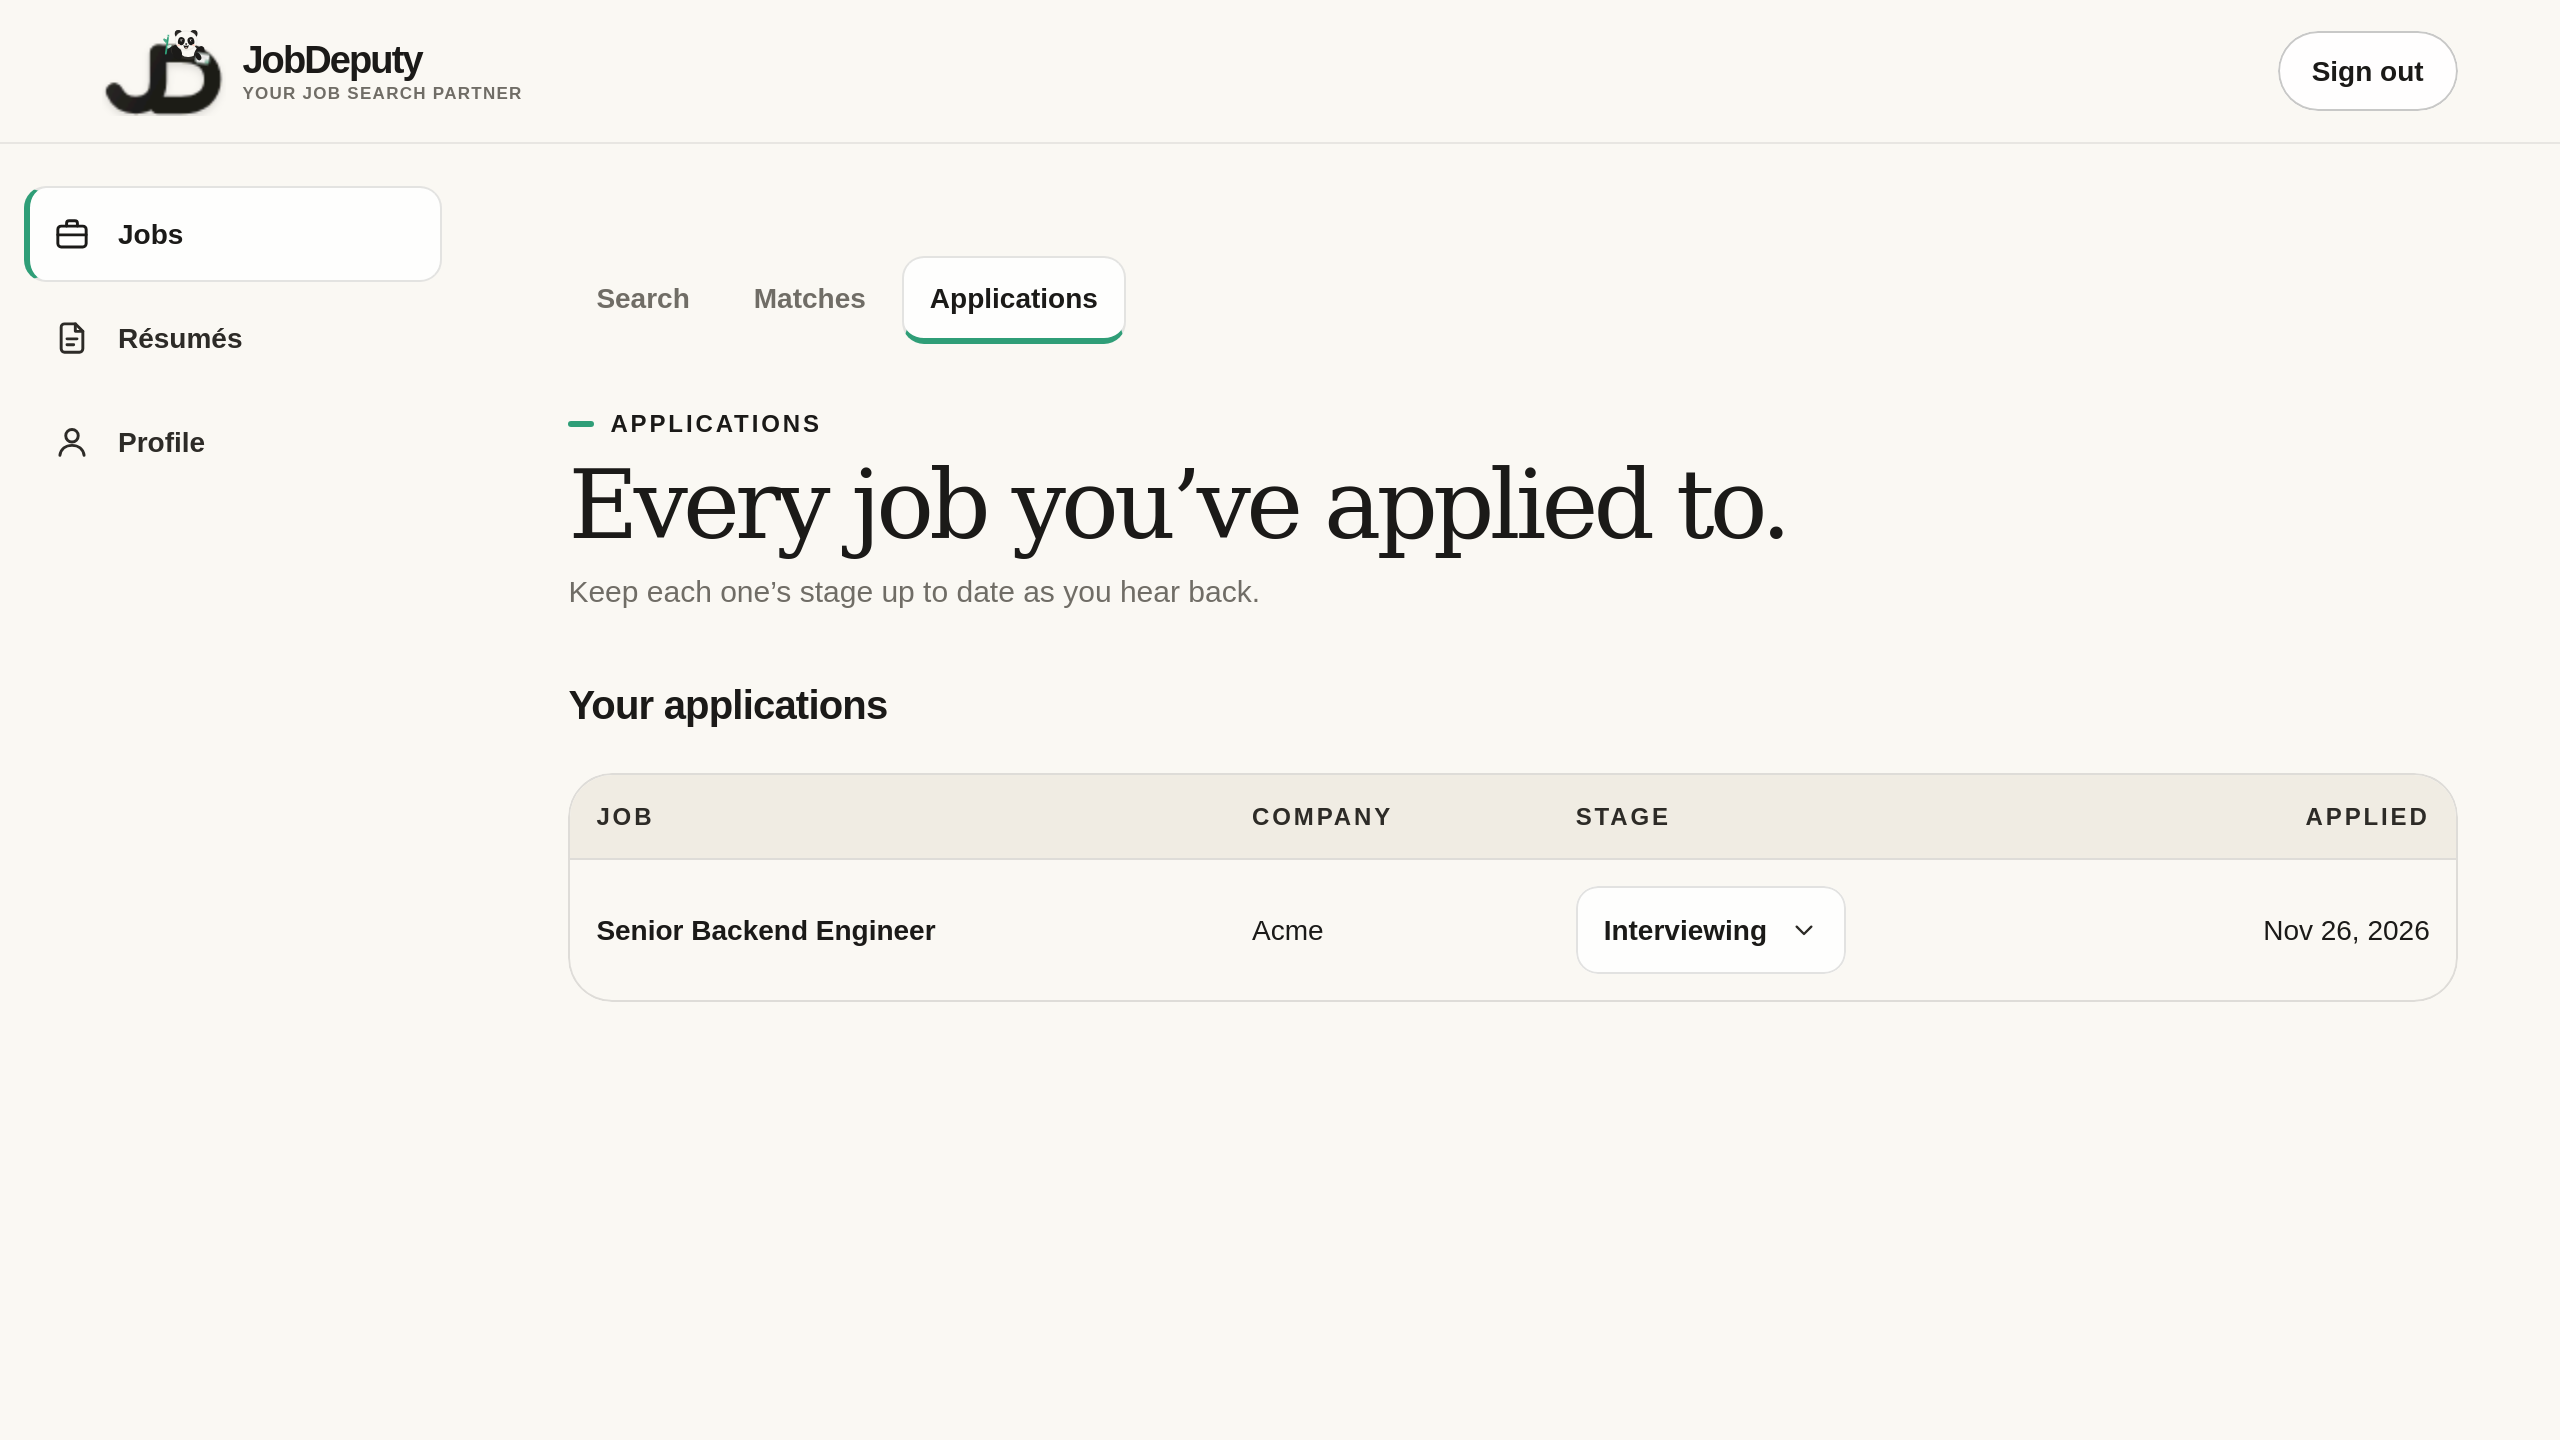 JobDeputy
YOUR JOB SEARCH PARTNER
Sign out
Jobs
Résumés
Profile
Search Matches Applications
APPLICATIONS
Every job you’ve applied to.
Keep each one’s stage up to date as you hear back.
Your applications
JOB COMPANY STAGE APPLIED
Senior Backend Engineer Acme Interviewing Nov 26, 2026